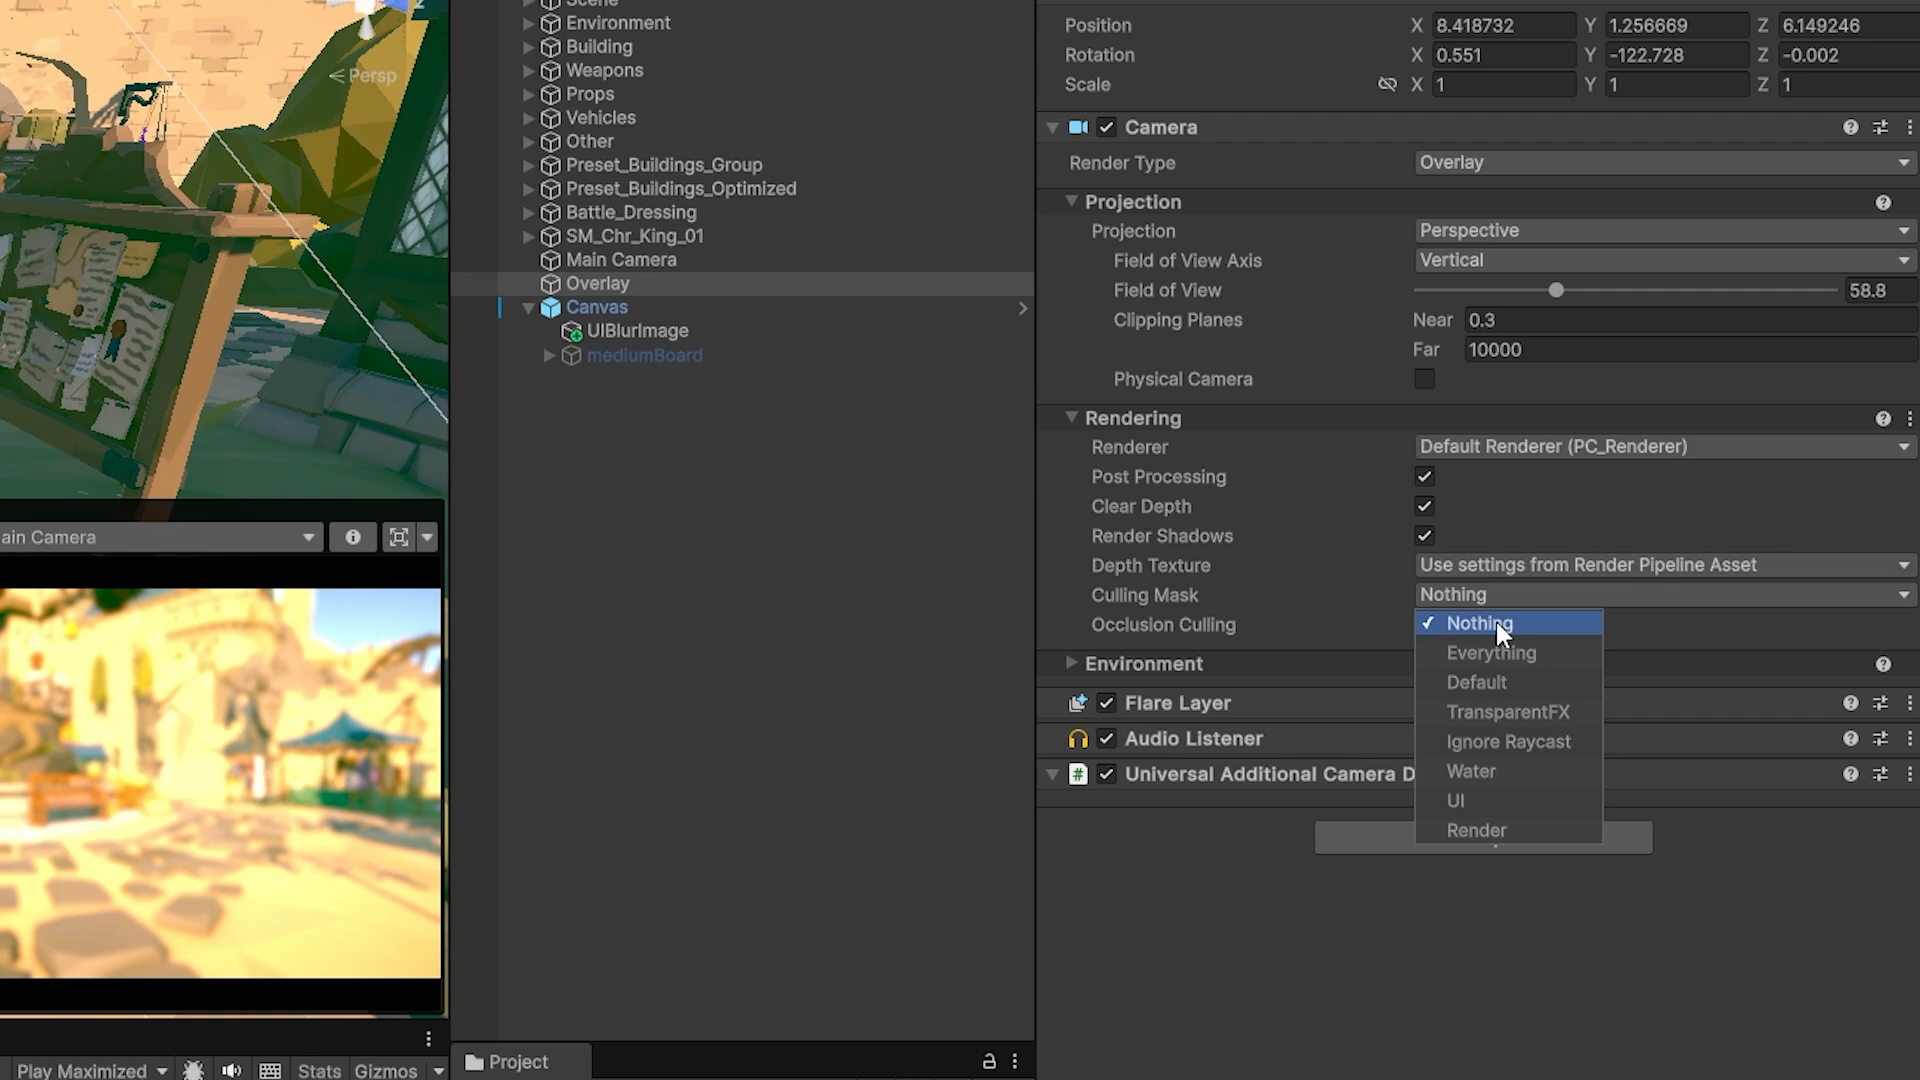 Persp
ain Camera
Play Maximized
Stats
Gizmos
Scene
Environment
Building
Weapons
Props
Vehicles
Other
Preset_Buildings_Group
Preset_Buildings_Optimized
Battle_Dressing
SM_Chr_King_01
Main Camera
Overlay
Canvas
UIBlurImage
mediumBoard
Project
Position X 8.418732 Y 1.256669 Z 6.149246
Rotation X 0.551 Y -122.728 Z -0.002
Scale X 1 Y 1 Z 1
Camera
Render Type Overlay
Projection
Projection Perspective
Field of View Axis Vertical
Field of View 58.8
Clipping Planes Near 0.3
Far 10000
Physical Camera
Rendering
Renderer Default Renderer (PC_Renderer)
Post Processing
Clear Depth
Render Shadows
Depth Texture Use settings from Render Pipeline Asset
Culling Mask Nothing
Occlusion Culling
Nothing
Everything
Default
TransparentFX
Ignore Raycast
Water
UI
Render
Environment
Flare Layer
Audio Listener
Universal Additional Camera D